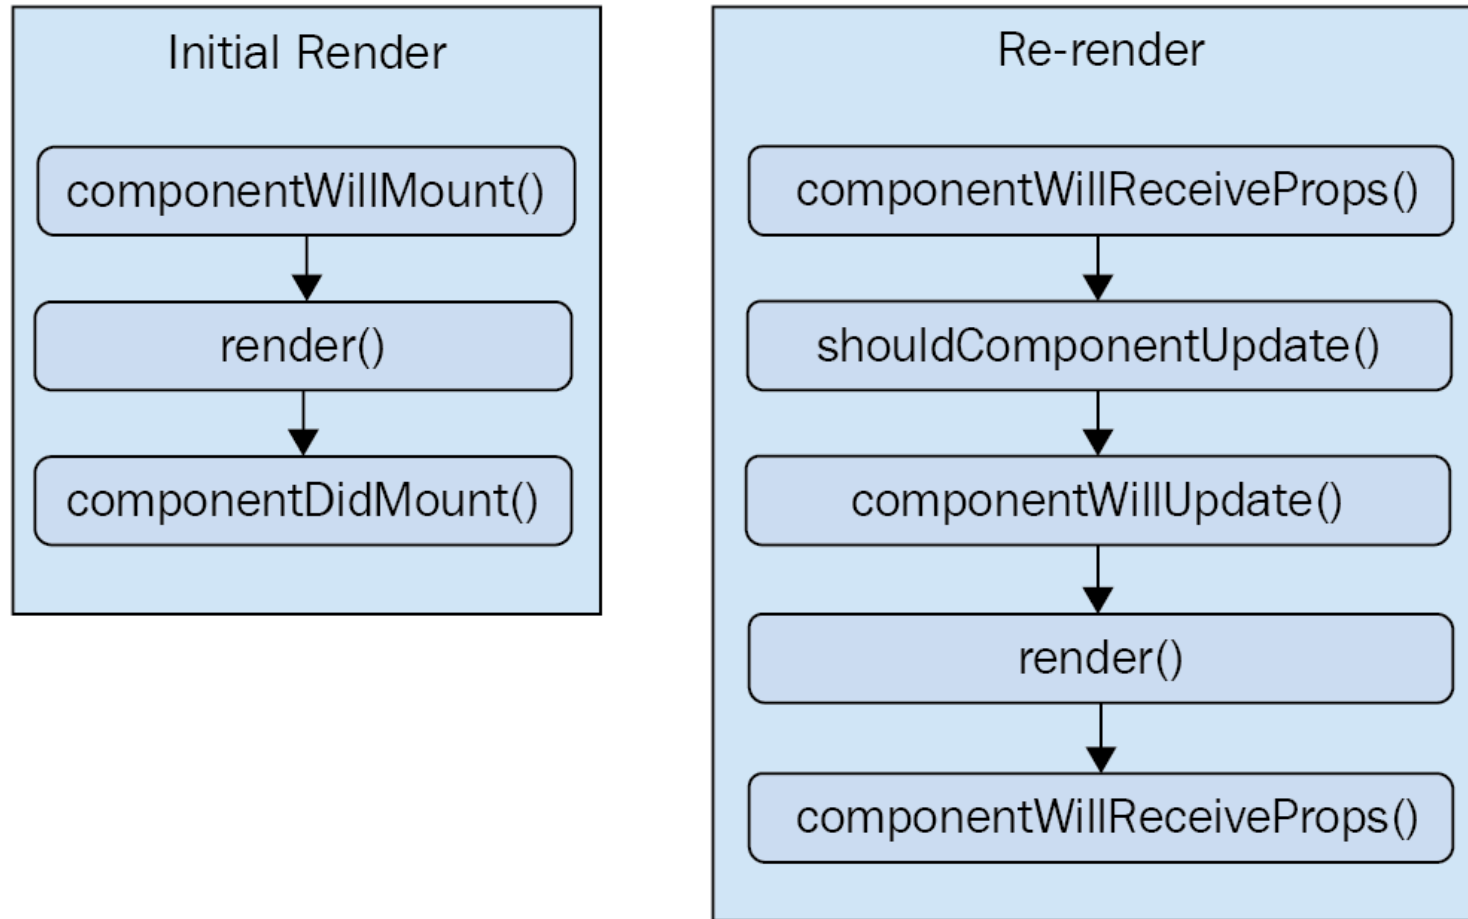 Initial Render
componentWillMount()
render()
componentDidMount()
Re-render
componentWillReceiveProps()
shouldComponentUpdate()
componentWillUpdate()
render()
componentWillReceiveProps()